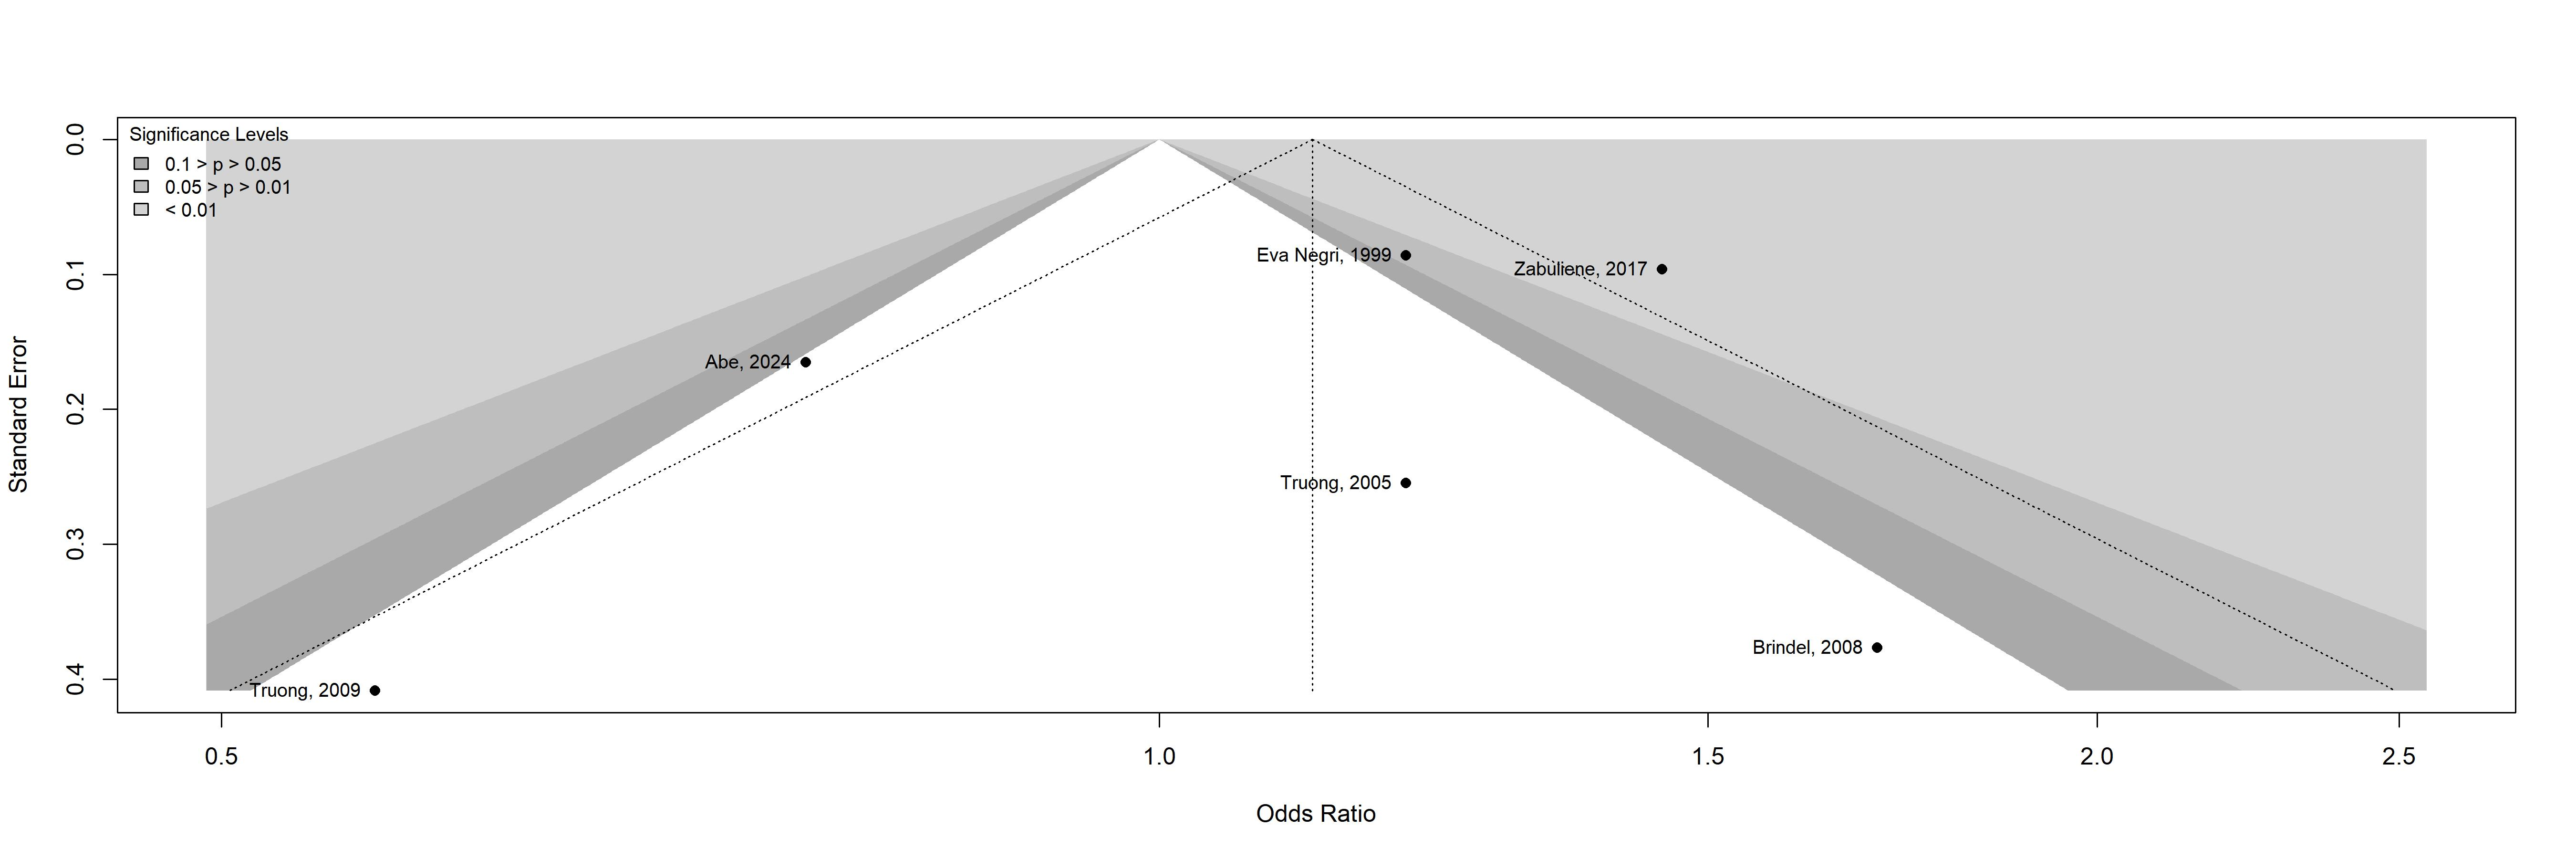 Significance Levels
0.1 > p > 0.05
0.05 > p > 0.01
< 0.01
Eva Negri, 1999
Zabuliene, 2017
Abe, 2024
Truong, 2005
Brindel, 2008
Truong, 2009
Standard Error
0.0
0.1
0.2
0.3
0.4
0.5
1.0
1.5
2.0
2.5
Odds Ratio